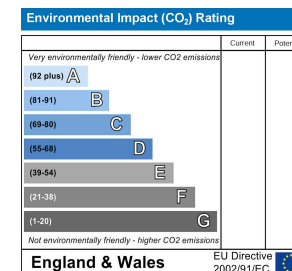 Environmental Impact (CO₂) Rating
Current Poten
Very environmentally friendly - lower CO2 emissions
(92 plus) A
(81-91) B
(69-80) C
(55-68) D
(39-54) E
(21-38) F
(1-20) G
Not environmentally friendly - higher CO2 emissions
England & Wales
EU Directive
2002/91/EC